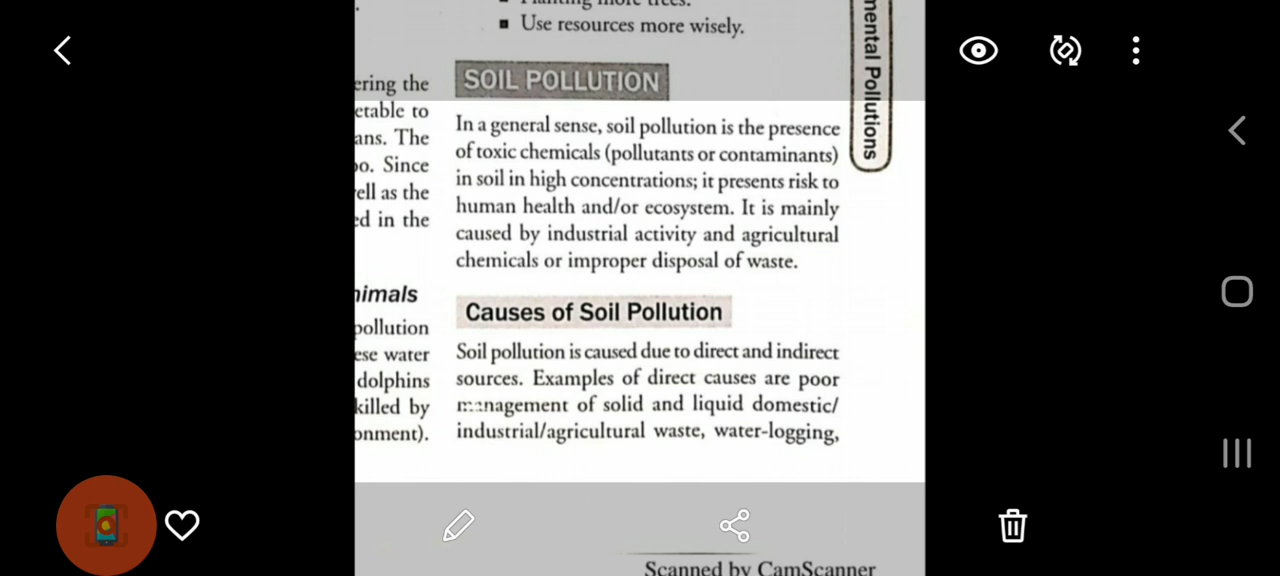 Planting more trees.
▪ Use resources more wisely.
mental Pollutions
ering the
etable to
ans. The
oo. Since
ell as the
ed in the
nimals
pollution
ese water
dolphins
killed by
onment).
SOIL POLLUTION
In a general sense, soil pollution is the presence
of toxic chemicals (pollutants or contaminants)
in soil in high concentrations; it presents risk to
human health and/or ecosystem. It is mainly
caused by industrial activity and agricultural
chemicals or improper disposal of waste.
Causes of Soil Pollution
Soil pollution is caused due to direct and indirect
sources. Examples of direct causes are poor
management of solid and liquid domestic/
industrial/agricultural waste, water-logging,
Scanned by CamScanner